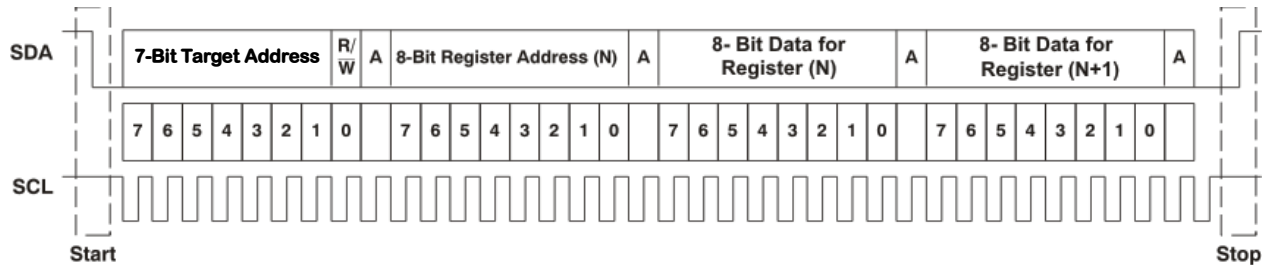 SDA
7-Bit Target Address R/W A 8-Bit Register Address (N) A 8- Bit Data for Register (N) A 8- Bit Data for Register (N+1) A
7 6 5 4 3 2 1 0 7 6 5 4 3 2 1 0 7 6 5 4 3 2 1 0 7 6 5 4 3 2 1 0
SCL
Start Stop